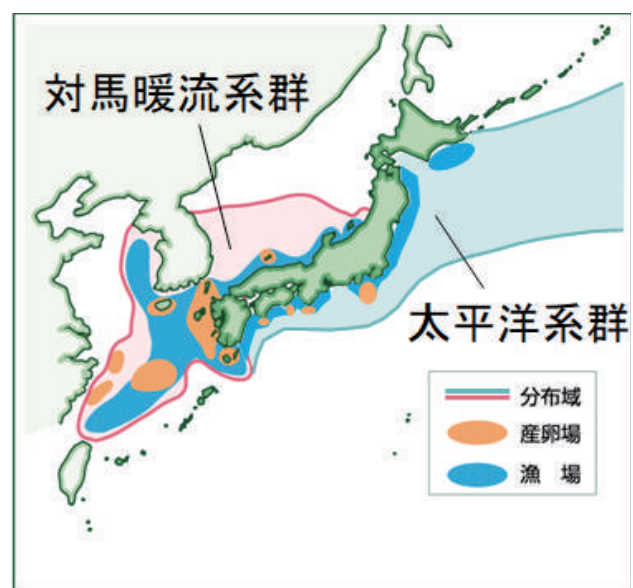 対馬暖流系群
太平洋系群
分布域
産卵場
漁　場